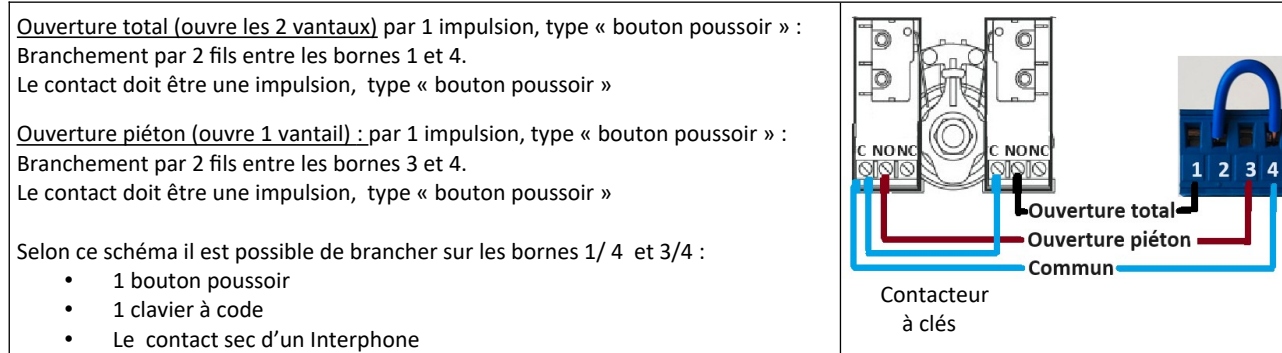 Ouverture total (ouvre les 2 vantaux) par 1 impulsion, type « bouton poussoir » :
Branchement par 2 fils entre les bornes 1 et 4.
Le contact doit être une impulsion, type « bouton poussoir »
Ouverture piéton (ouvre 1 vantail) : par 1 impulsion, type « bouton poussoir » :
Branchement par 2 fils entre les bornes 3 et 4.
Le contact doit être une impulsion, type « bouton poussoir »
Selon ce schéma il est possible de brancher sur les bornes 1/ 4 et 3/4 :
• 1 bouton poussoir
• 1 clavier à code
• Le contact sec d’un Interphone
C NO NC
C NO NC
1 2 3 4
Ouverture total
Ouverture piéton
Commun
Contacteur
à clés